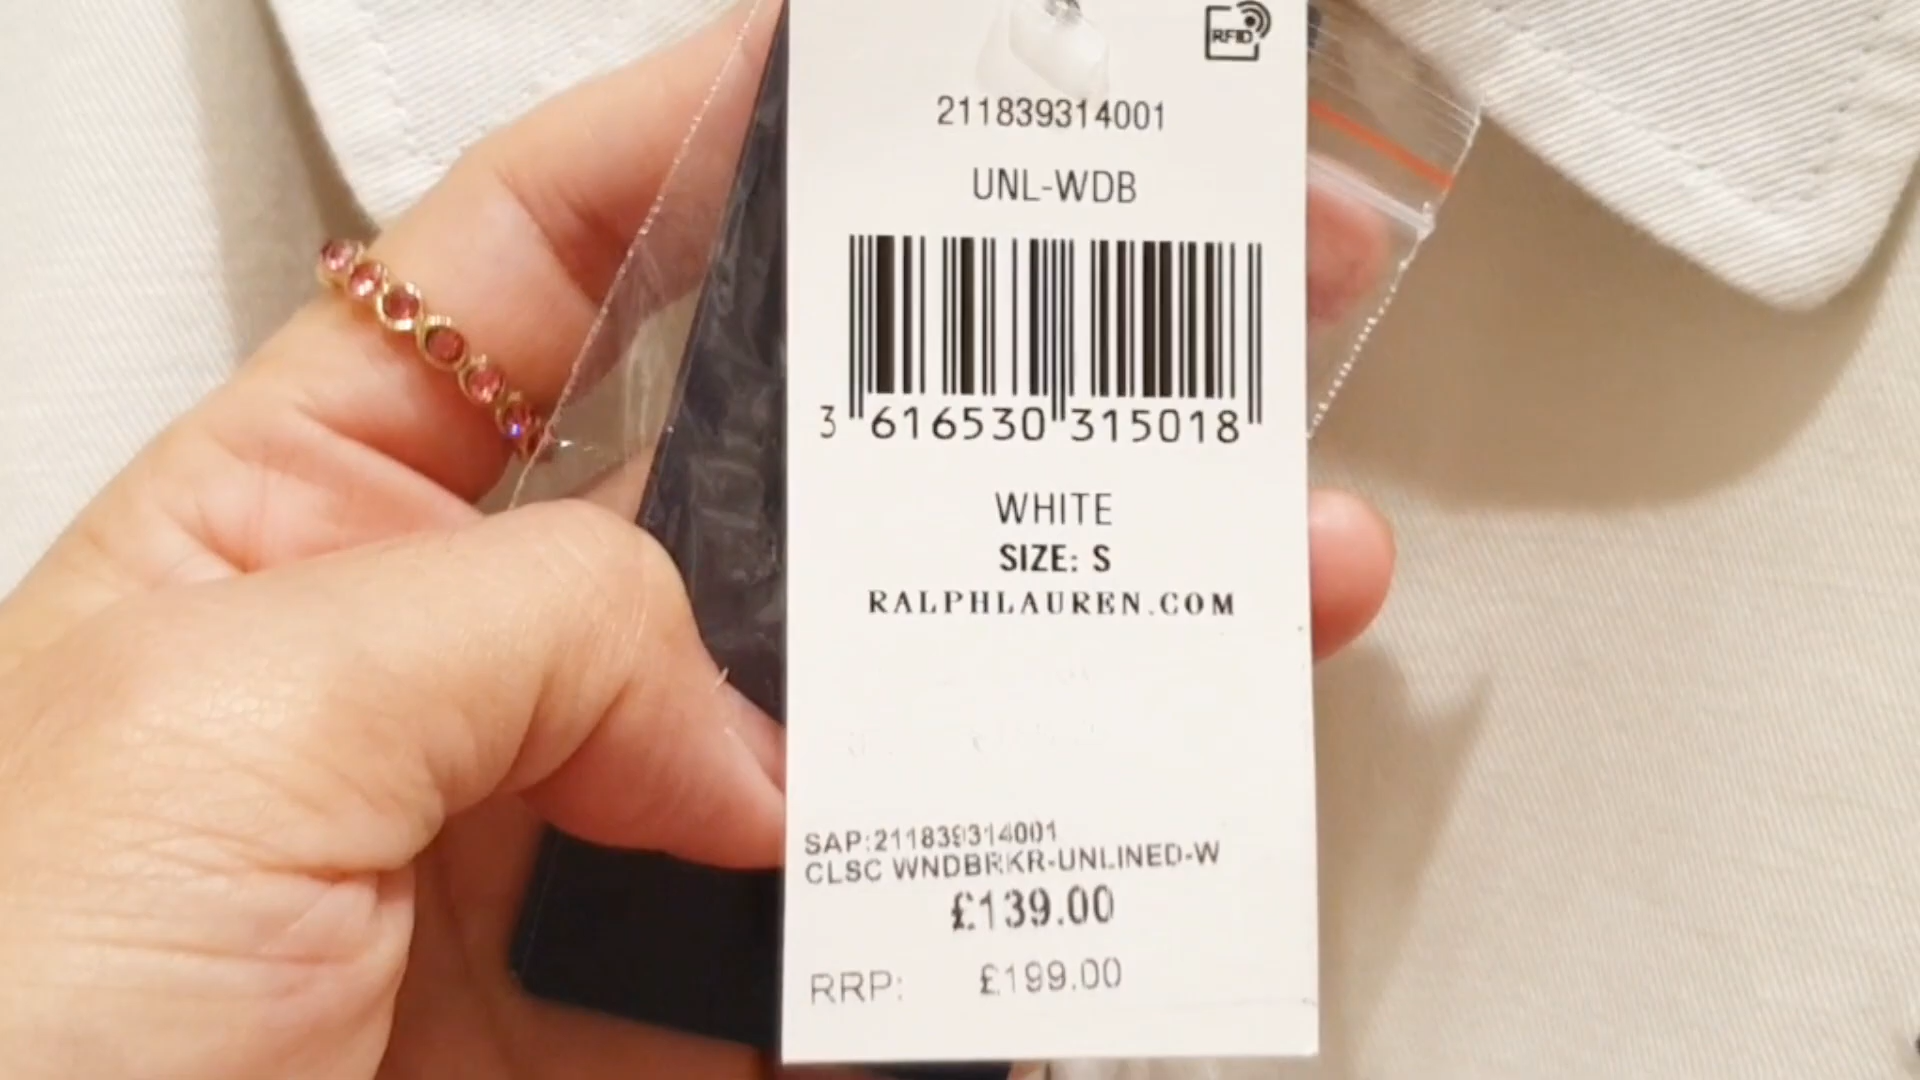 RFID
211839314001
UNL-WDB
3 616530 315018
WHITE
SIZE: S
RALPHLAUREN.COM
SAP:211839314001
CLSC WNDBRKR-UNLINED-W
£139.00
RRP: £199.00